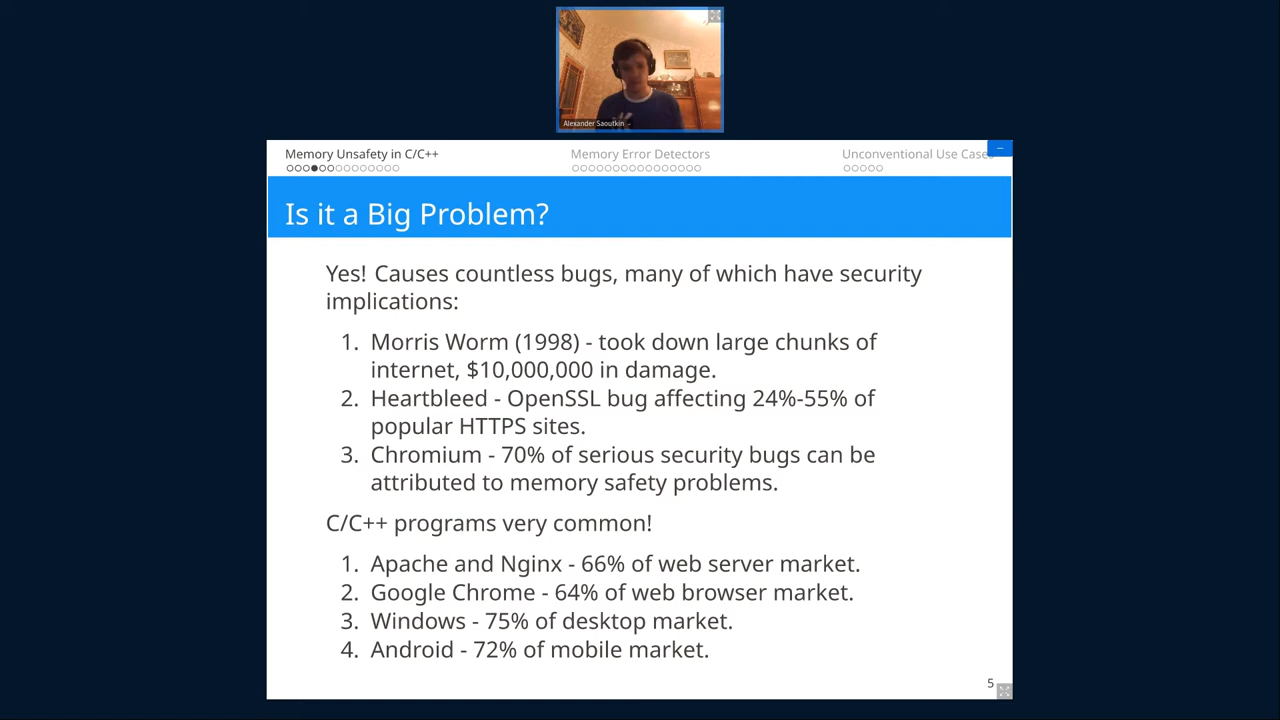 Alexander Saoutkin
Memory Unsafety in C/C++
Memory Error Detectors
Unconventional Use Cases
Is it a Big Problem?
Yes! Causes countless bugs, many of which have security
implications:
1. Morris Worm (1998) - took down large chunks of
internet, $10,000,000 in damage.
2. Heartbleed - OpenSSL bug affecting 24%-55% of
popular HTTPS sites.
3. Chromium - 70% of serious security bugs can be
attributed to memory safety problems.
C/C++ programs very common!
1. Apache and Nginx - 66% of web server market.
2. Google Chrome - 64% of web browser market.
3. Windows - 75% of desktop market.
4. Android - 72% of mobile market.
5